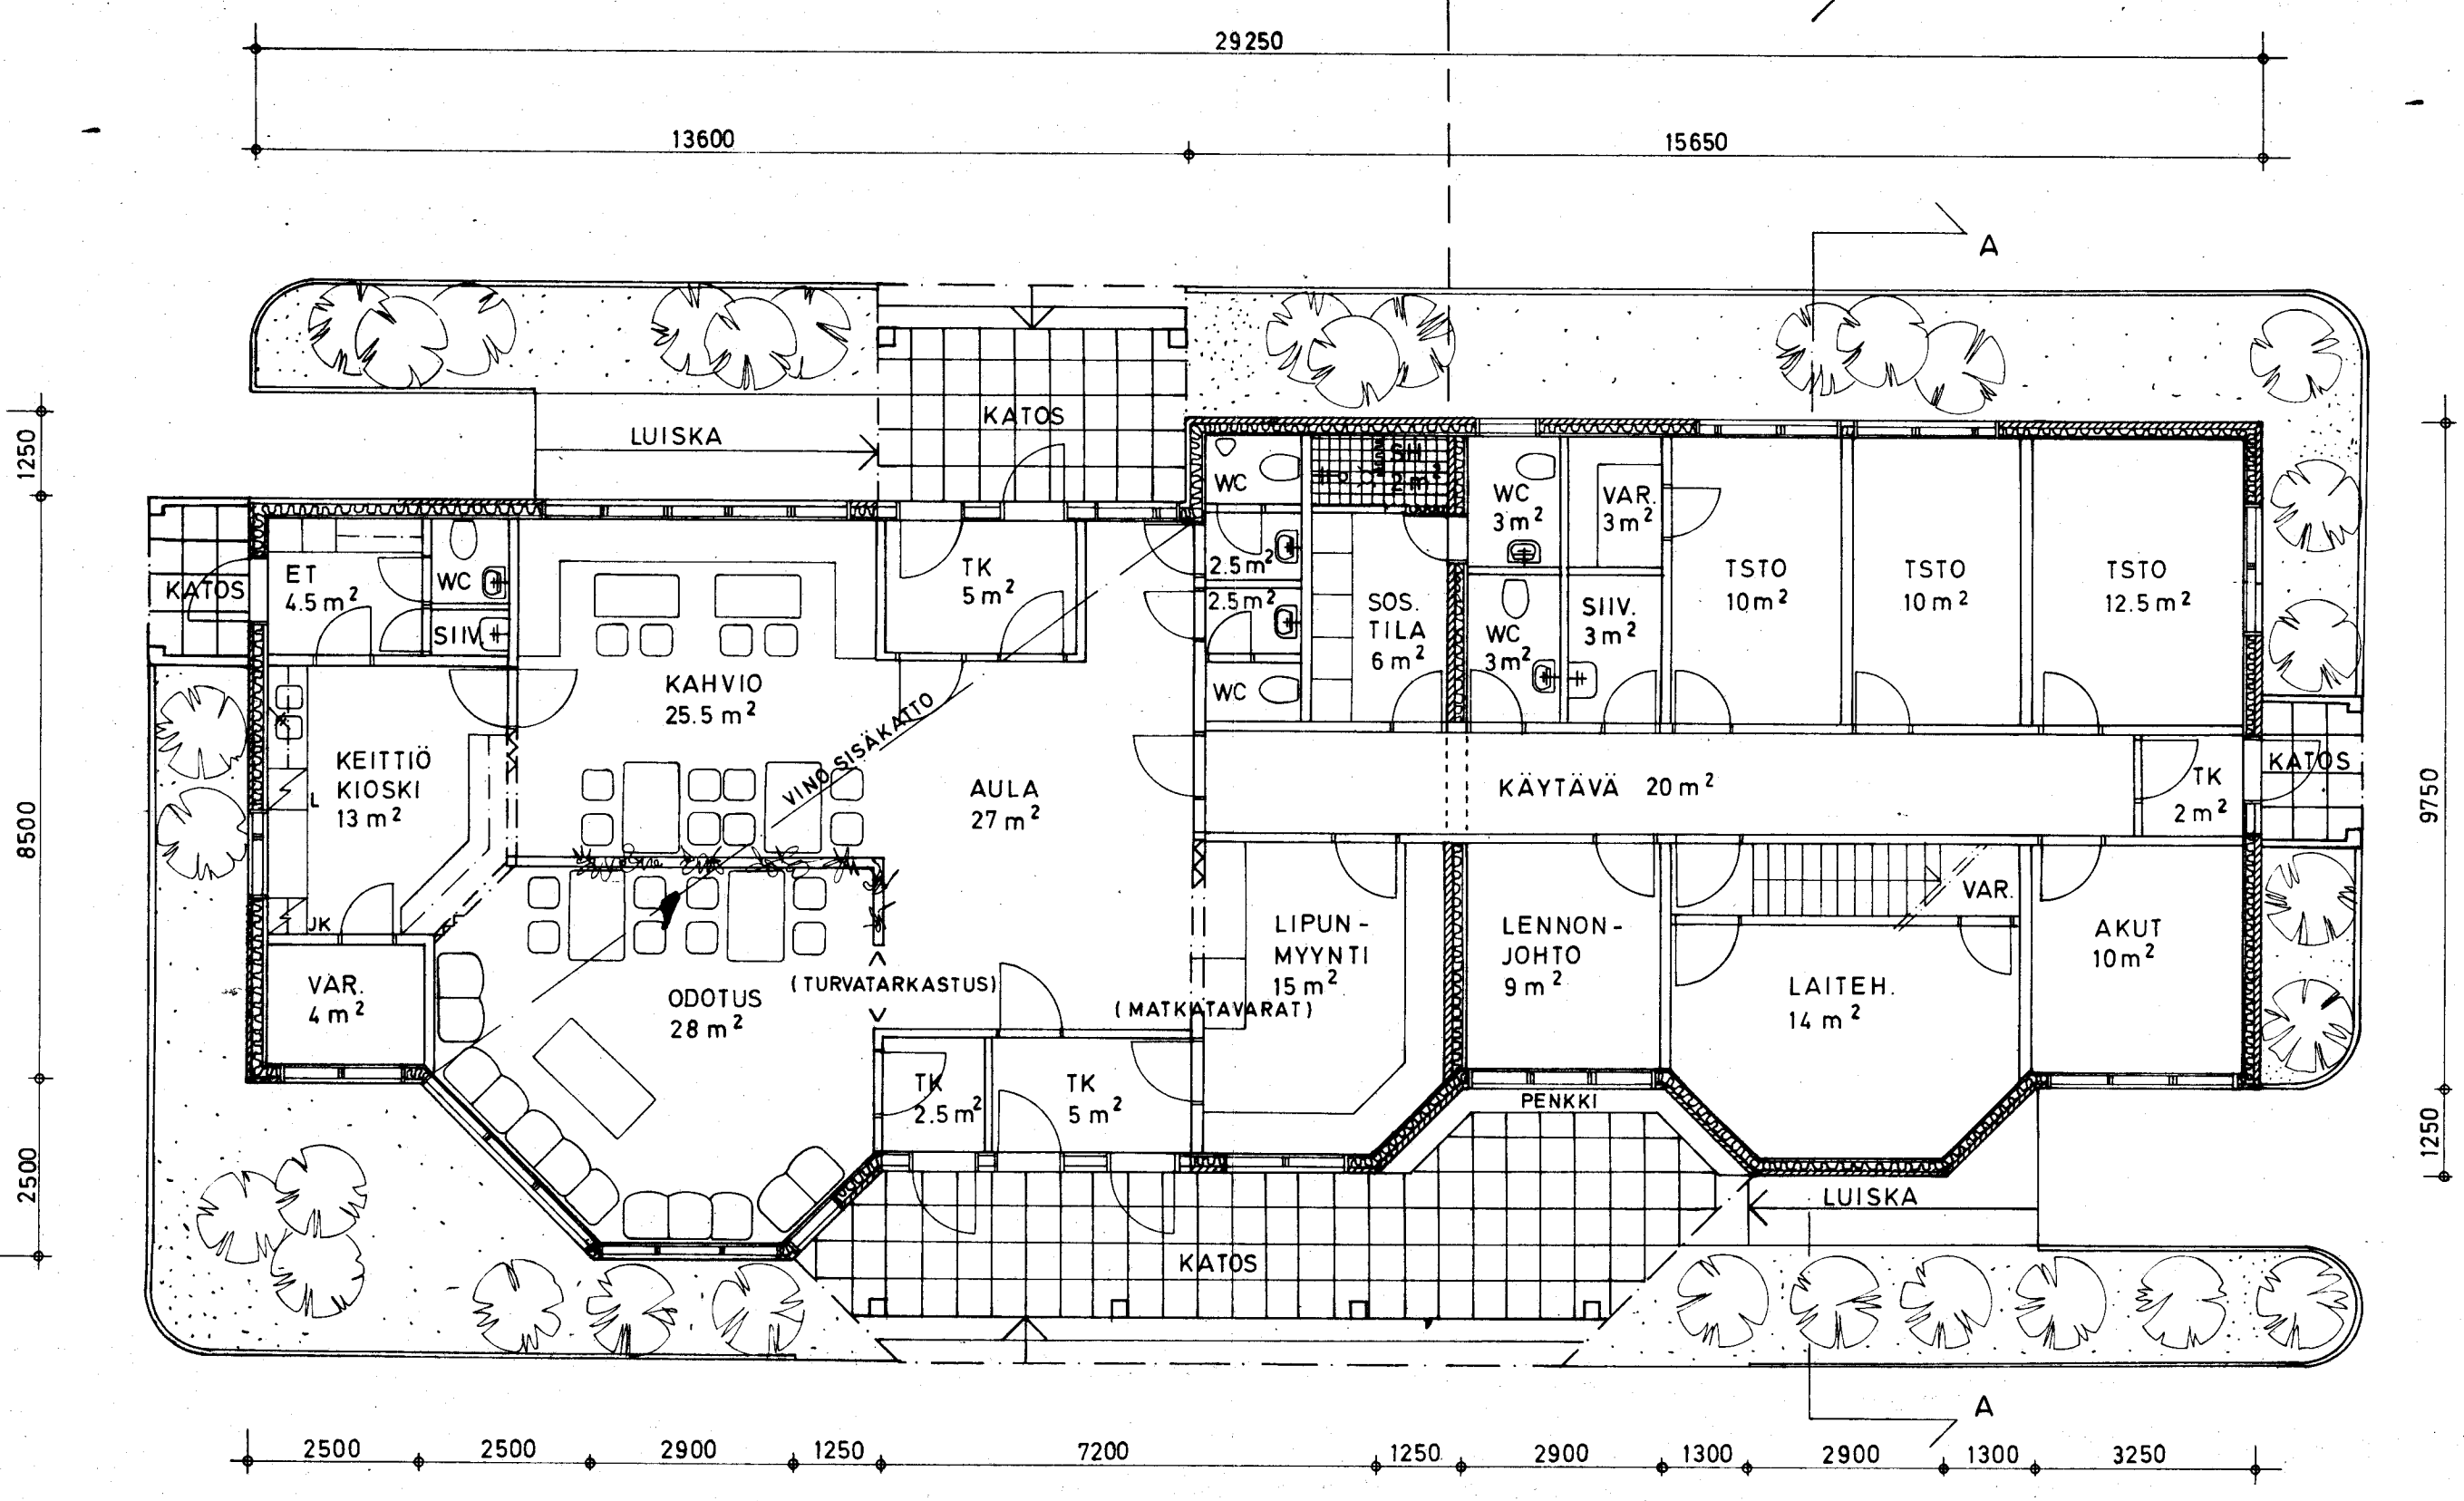 29250
13600
15650
A
1250
8500
2500
9750
1250
KATOS
LUISKA
KATOS
ET
4.5 m²
WC
SIIV.
TK
5 m²
WC
2.5 m²
2.5 m²
WC
SH
2 m²
SOS.
TILA
6 m²
WC
3 m²
VAR.
3 m²
WC
3 m²
SIIV.
3 m²
TSTO
10 m²
TSTO
10 m²
TSTO
12.5 m²
KAHVIO
25.5 m²
VINO SISÄKATTO
KEITTIÖ
KIOSKI
13 m²
L
JK
AULA
27 m²
KÄYTÄVÄ 20 m²
TK
2 m²
KATOS
VAR.
4 m²
ODOTUS
28 m²
(TURVATARKASTUS)
(MATKATAVARAT)
LIPUN-
MYYNTI
15 m²
LENNON-
JOHTO
9 m²
VAR.
LAITEH.
14 m²
AKUT
10 m²
TK
2.5 m²
TK
5 m²
PENKKI
LUISKA
KATOS
A
2500
2500
2900
1250
7200
1250
2900
1300
2900
1300
3250